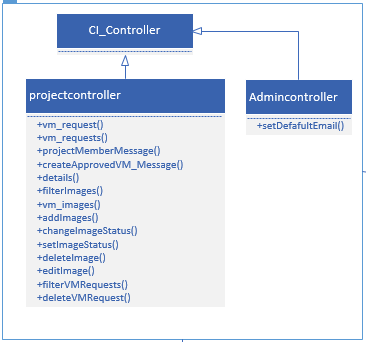 CI_Controller
projectcontroller
+vm_request()
+vm_requests()
+projectMemberMessage()
+createApprovedVM_Message()
+details()
+filterImages()
+vm_images()
+addImages()
+changeImageStatus()
+setImageStatus()
+deleteImage()
+editImage()
+filterVMRequests()
+deleteVMRequest()
Admincontroller
+setDefafultEmail()